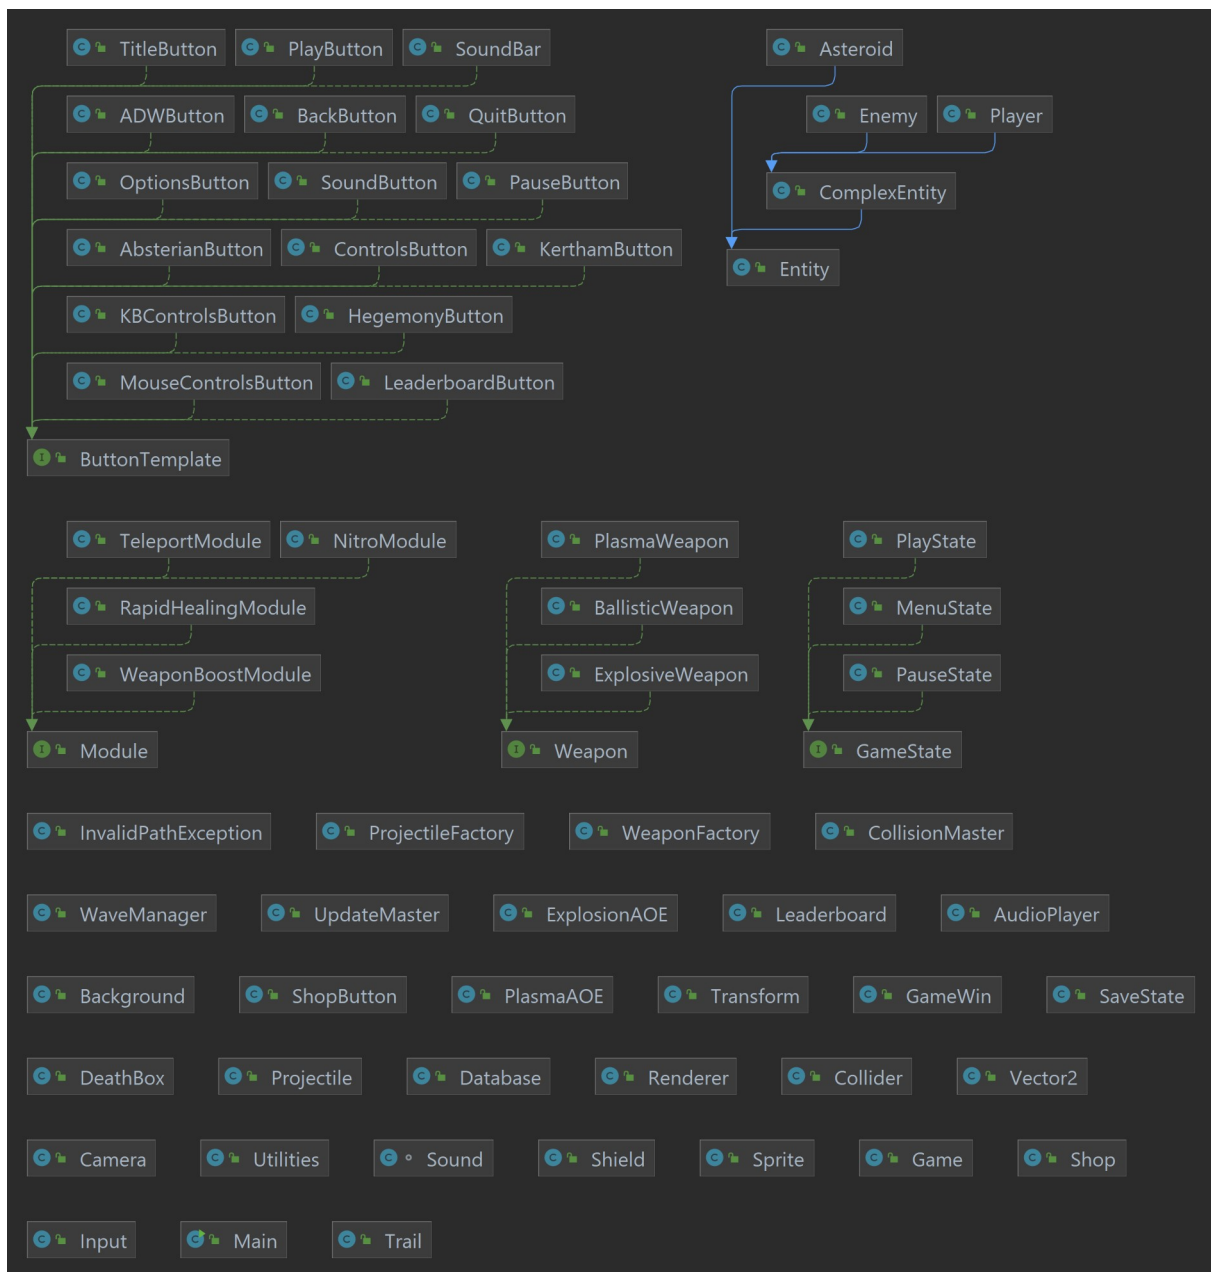 TitleButton PlayButton SoundBar Asteroid
ADWButton BackButton QuitButton Enemy Player
OptionsButton SoundButton PauseButton ComplexEntity
AbsterianButton ControlsButton KerthamButton Entity
KBControlsButton HegemonyButton
MouseControlsButton LeaderboardButton
ButtonTemplate
TeleportModule NitroModule PlasmaWeapon PlayState
RapidHealingModule BallisticWeapon MenuState
WeaponBoostModule ExplosiveWeapon PauseState
Module Weapon GameState
InvalidPathException ProjectileFactory WeaponFactory CollisionMaster
WaveManager UpdateMaster ExplosionAOE Leaderboard AudioPlayer
Background ShopButton PlasmaAOE Transform GameWin SaveState
DeathBox Projectile Database Renderer Collider Vector2
Camera Utilities Sound Shield Sprite Game Shop
Input Main Trail